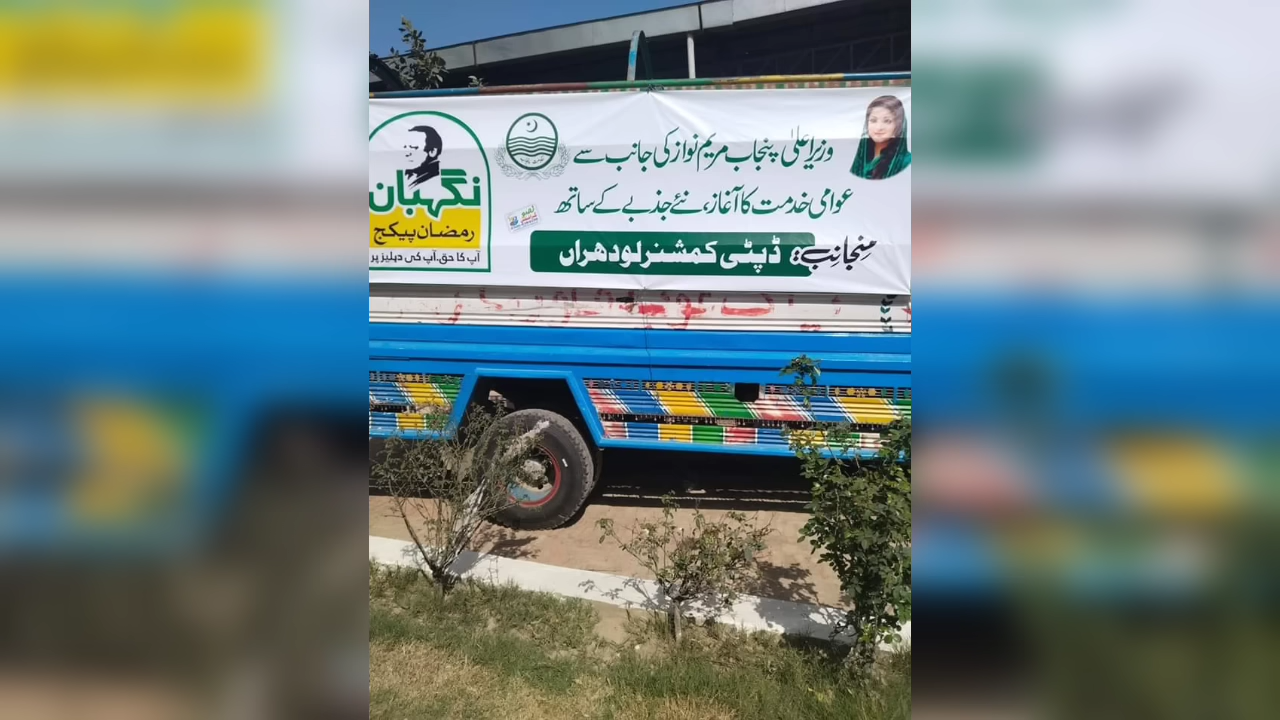 وزیراعلیٰ پنجاب مریم نواز کی جانب سے
عوامی خدمت کا آغاز، نئے جذبے کے ساتھ
منجانب: ڈپٹی کمشنر لودھراں
نگہبان
رمضان پیکج
آپ کا حق، آپ کی دہلیز پر